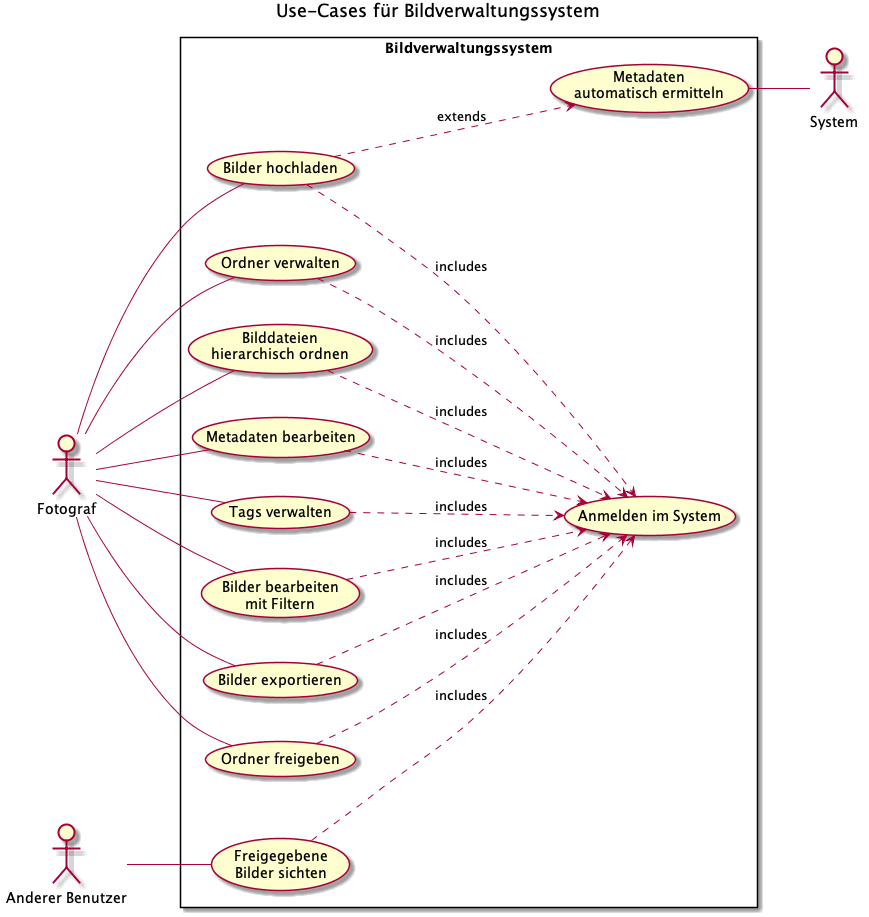 Use-Cases für Bildverwaltungssystem
Bildverwaltungssystem
Metadaten
automatisch ermitteln
System
extends
Bilder hochladen
includes
Ordner verwalten
includes
Bilddateien
hierarchisch ordnen
includes
Metadaten bearbeiten
includes
Fotograf
Tags verwalten
includes
Anmelden im System
includes
Bilder bearbeiten
mit Filtern
includes
Bilder exportieren
includes
Ordner freigeben
includes
Freigegebene
Bilder sichten
Anderer Benutzer